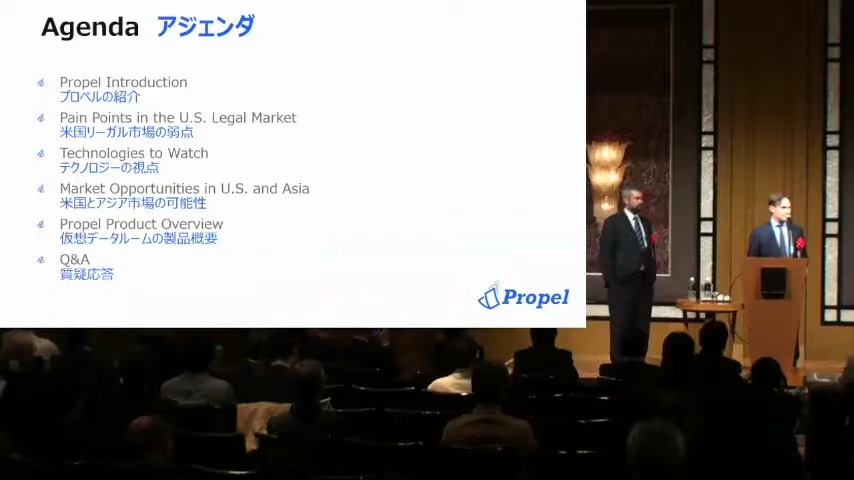 Agenda アジェンダ
Propel Introduction
プロペルの紹介
Pain Points in the U.S. Legal Market
米国リーガル市場の弱点
Technologies to Watch
テクノロジーの視点
Market Opportunities in U.S. and Asia
米国とアジア市場の可能性
Propel Product Overview
仮想データルームの製品概要
Q&A
質疑応答
Propel